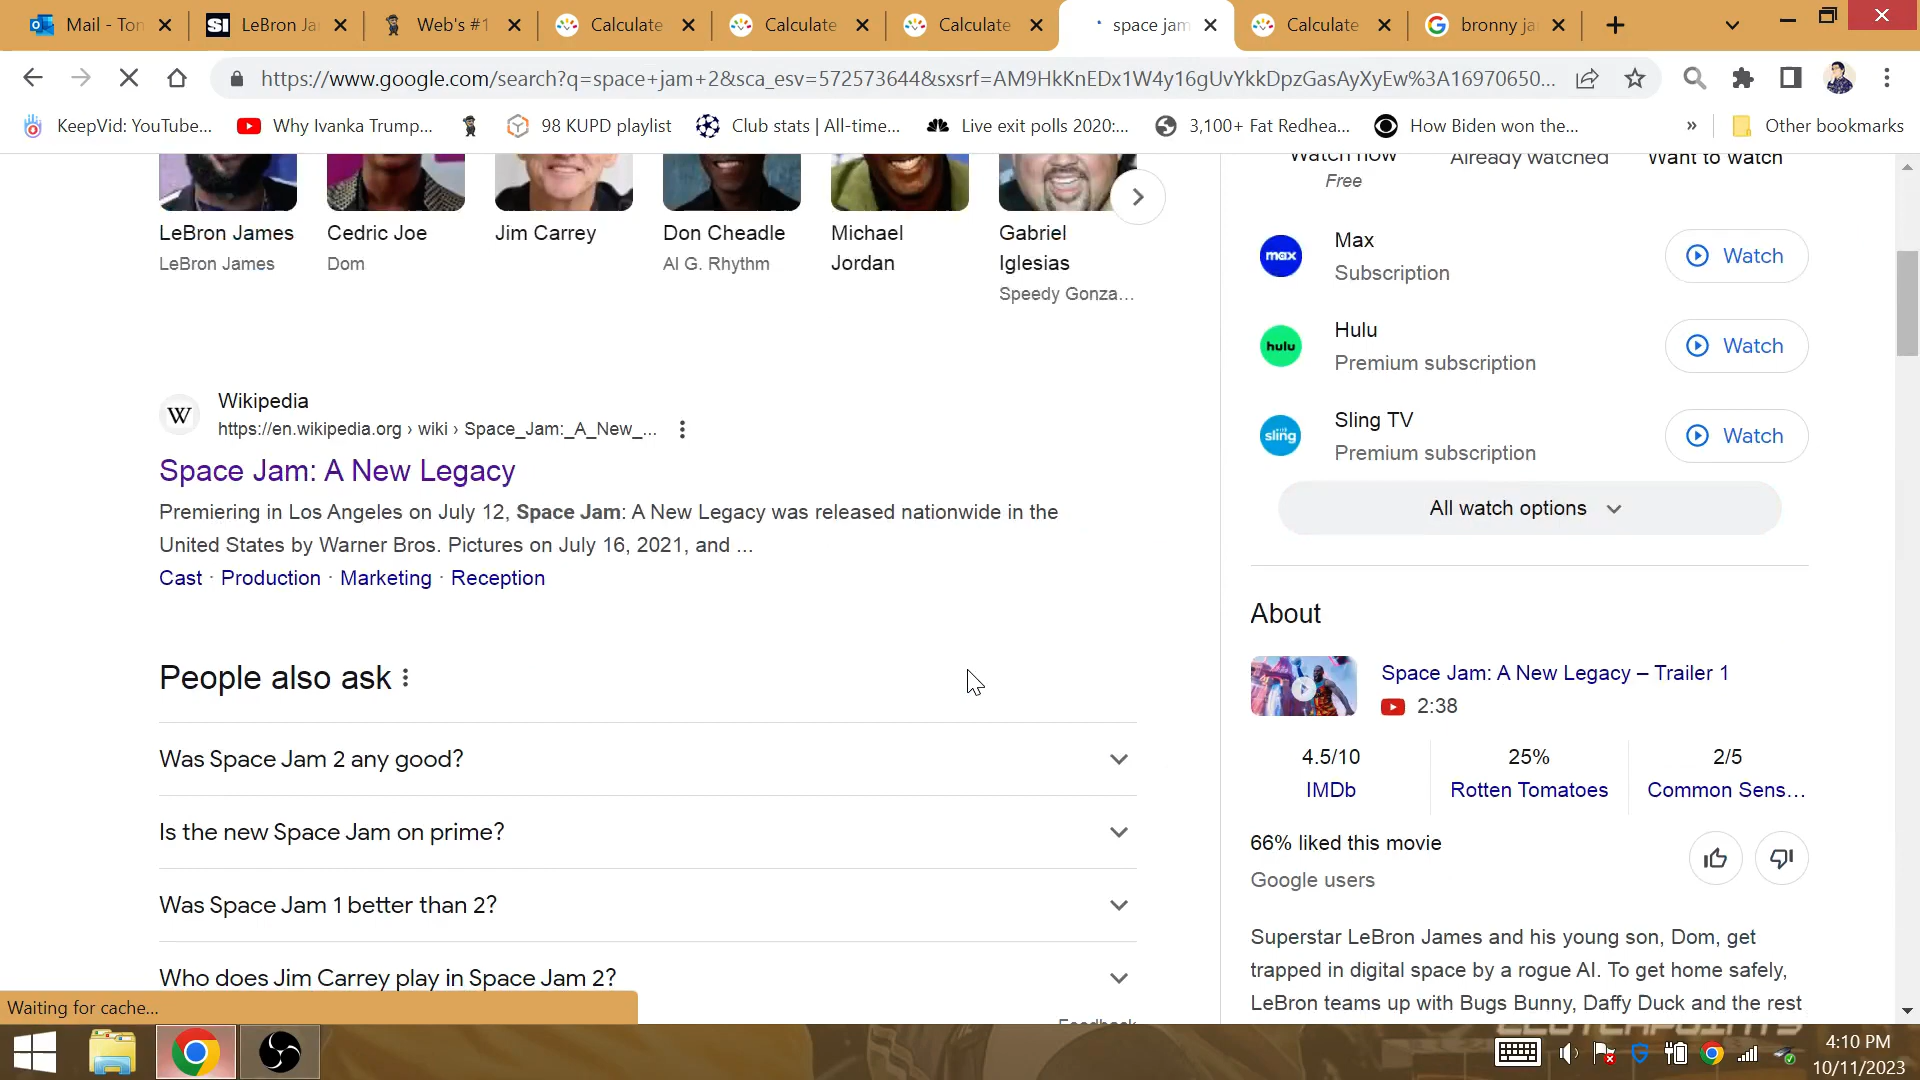 Mail - Ton
LeBron Ja
Web's #1
Calculate
Calculate
Calculate
space jam
Calculate
bronny ja
https://www.google.com/search?q=space+jam+2&sca_esv=572573644&sxsrf=AM9HkKnEDx1W4y16gUvYkkDpzGasAyXyEw%3A16970650...
KeepVid: YouTube...
Why Ivanka Trump...
98 KUPD playlist
Club stats | All-time...
Live exit polls 2020:...
3,100+ Fat Redhea...
How Biden won the...
»
Other bookmarks
LeBron James
LeBron James
Cedric Joe
Dom
Jim Carrey
Don Cheadle
Al G. Rhythm
Michael
Jordan
Gabriel
Iglesias
Speedy Gonza...
Wikipedia
https://en.wikipedia.org › wiki › Space_Jam:_A_New_...
Space Jam: A New Legacy
Premiering in Los Angeles on July 12, Space Jam: A New Legacy was released nationwide in the
United States by Warner Bros. Pictures on July 16, 2021, and ...
Cast · Production · Marketing · Reception
People also ask
Was Space Jam 2 any good?
Is the new Space Jam on prime?
Was Space Jam 1 better than 2?
Who does Jim Carrey play in Space Jam 2?
Feedback
Watch now
Free
Already watched
Want to watch
max
Max
Subscription
Watch
hulu
Hulu
Premium subscription
Watch
sling
Sling TV
Premium subscription
Watch
All watch options
About
Space Jam: A New Legacy – Trailer 1
2:38
4.5/10
IMDb
25%
Rotten Tomatoes
2/5
Common Sens...
66% liked this movie
Google users
Superstar LeBron James and his young son, Dom, get
trapped in digital space by a rogue AI. To get home safely,
LeBron teams up with Bugs Bunny, Daffy Duck and the rest
Waiting for cache...
CLUTCHPOINTS
4:10 PM
10/11/2023